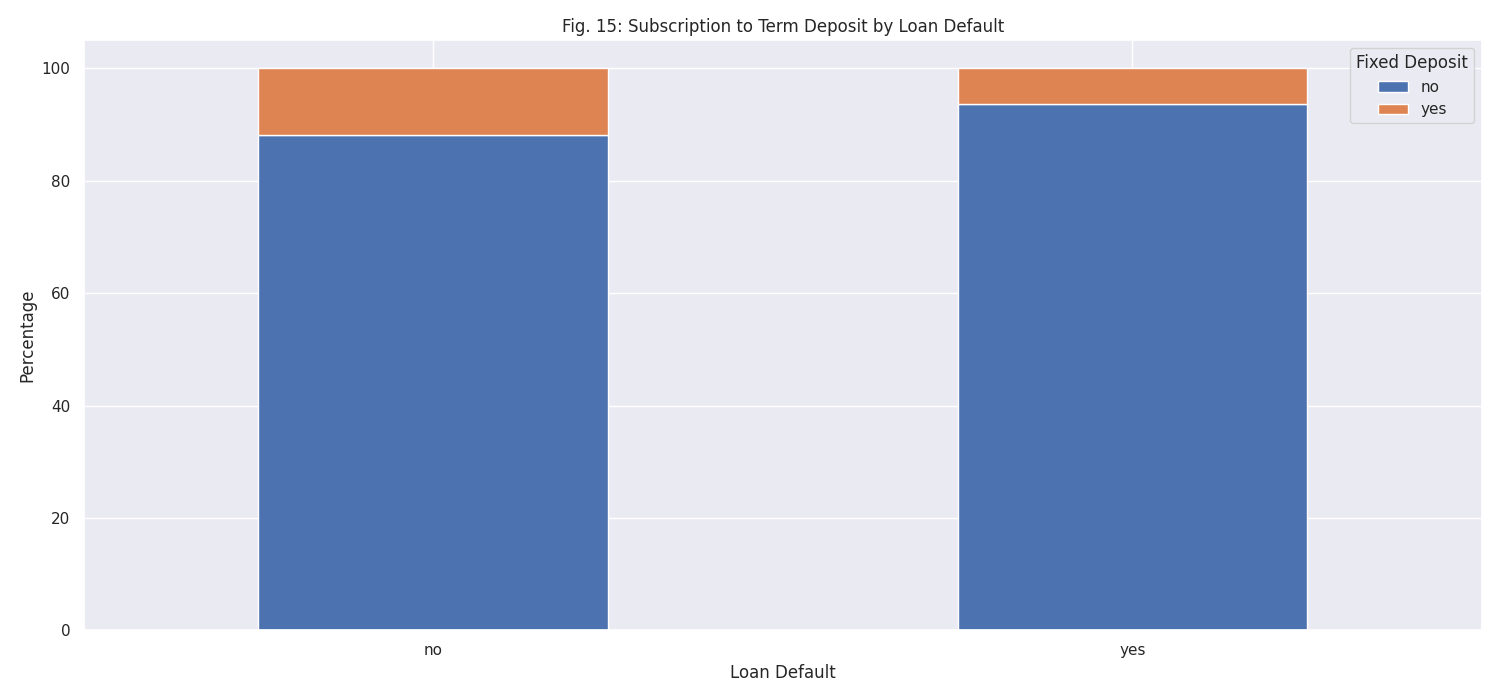 Fig. 15: Subscription to Term Deposit by Loan Default
Fixed Deposit
no
yes
100
80
60
40
20
0
Percentage
no
yes
Loan Default